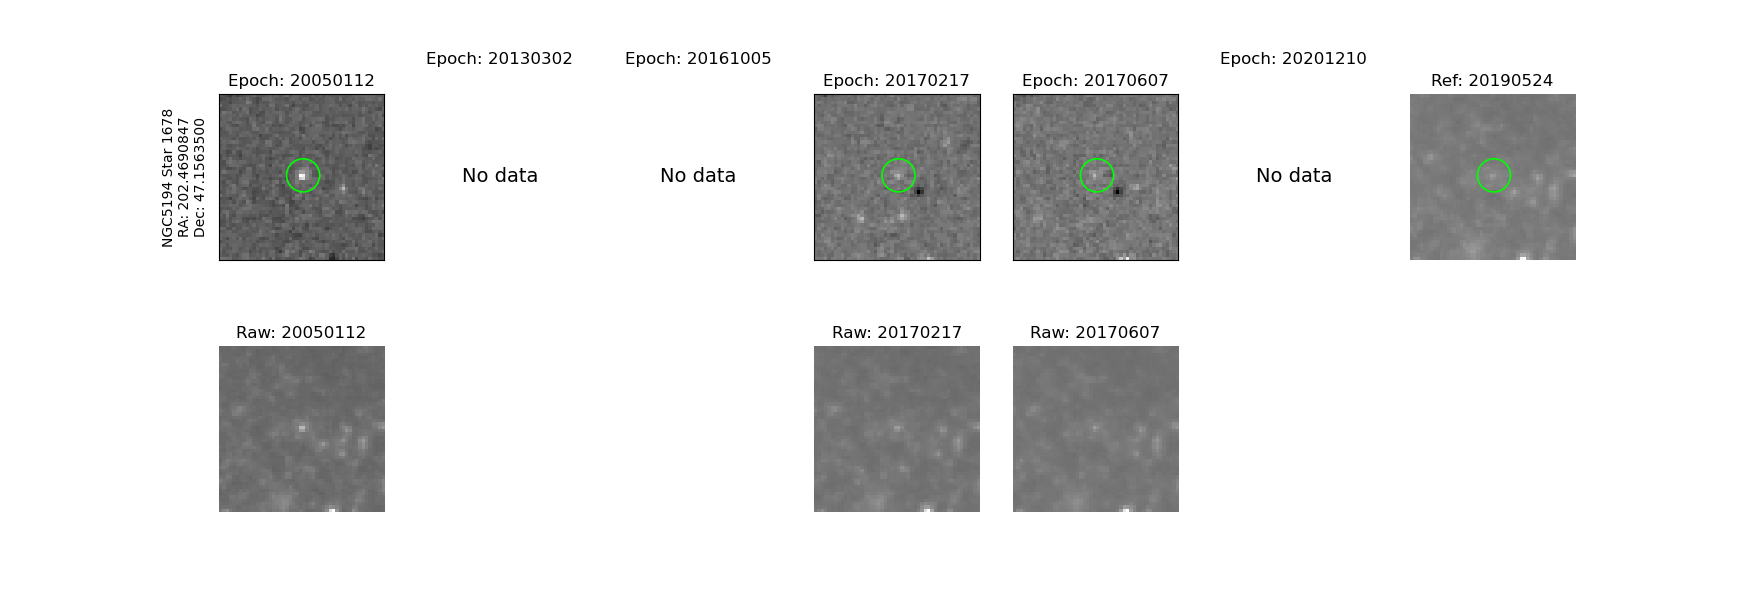 Epoch: 20050112
Epoch: 20130302
Epoch: 20161005
Epoch: 20170217
Epoch: 20170607
Epoch: 20201210
Ref: 20190524
NGC5194 Star 1678
RA: 202.4690847
Dec: 47.1563500
No data
No data
No data
Raw: 20050112
Raw: 20170217
Raw: 20170607